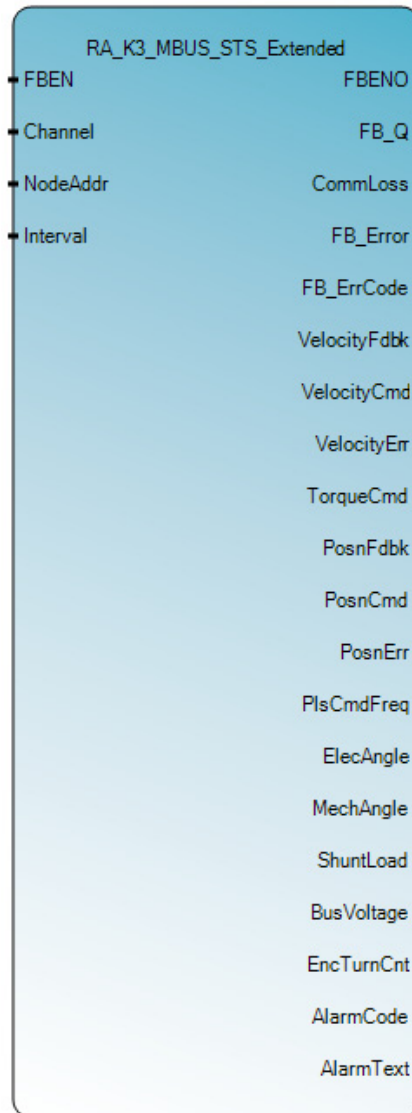 RA_K3_MBUS_STS_Extended
FBEN FBENO
Channel FB_Q
NodeAddr CommLoss
Interval FB_Error
FB_ErrCode
VelocityFdbk
VelocityCmd
VelocityErr
TorqueCmd
PosnFdbk
PosnCmd
PosnErr
PlsCmdFreq
ElecAngle
MechAngle
ShuntLoad
BusVoltage
EncTurnCnt
AlarmCode
AlarmText